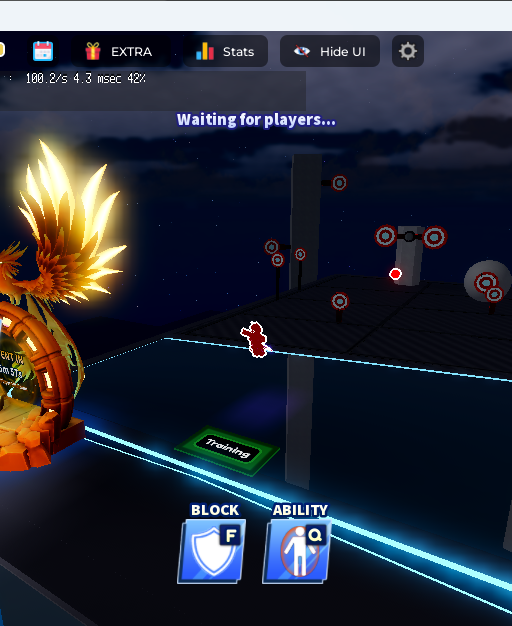 EXTRA
Stats
Hide UI
: 100.2/s 4.3 msec 42%
Waiting for players...
Training
BLOCK
ABILITY
F
Q